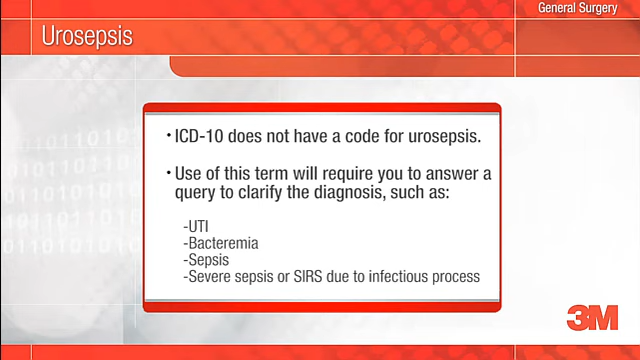 General Surgery
Urosepsis
• ICD-10 does not have a code for urosepsis.
• Use of this term will require you to answer a
query to clarify the diagnosis, such as:
-UTI
-Bacteremia
-Sepsis
-Severe sepsis or SIRS due to infectious process
3M